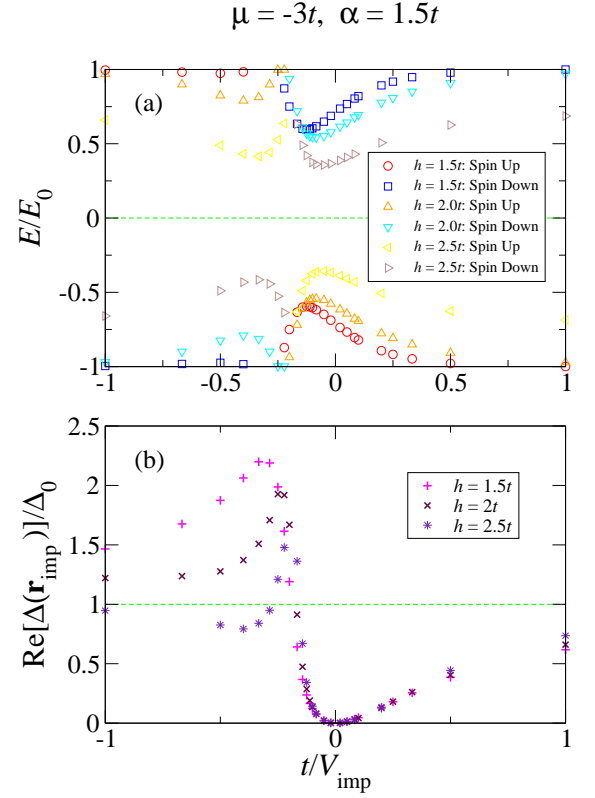 μ = -3t, α = 1.5t
1
0.5
0
-0.5
-1
E/E₀
(a)
h = 1.5t: Spin Up
h = 1.5t: Spin Down
h = 2.0t: Spin Up
h = 2.0t: Spin Down
h = 2.5t: Spin Up
h = 2.5t: Spin Down
-1 -0.5 0 0.5 1
2.5
2
1.5
1
0.5
0
Re[Δ(r_imp)]/Δ₀
(b)
h = 1.5t
h = 2t
h = 2.5t
-1 -0.5 0 0.5 1
t/V_imp